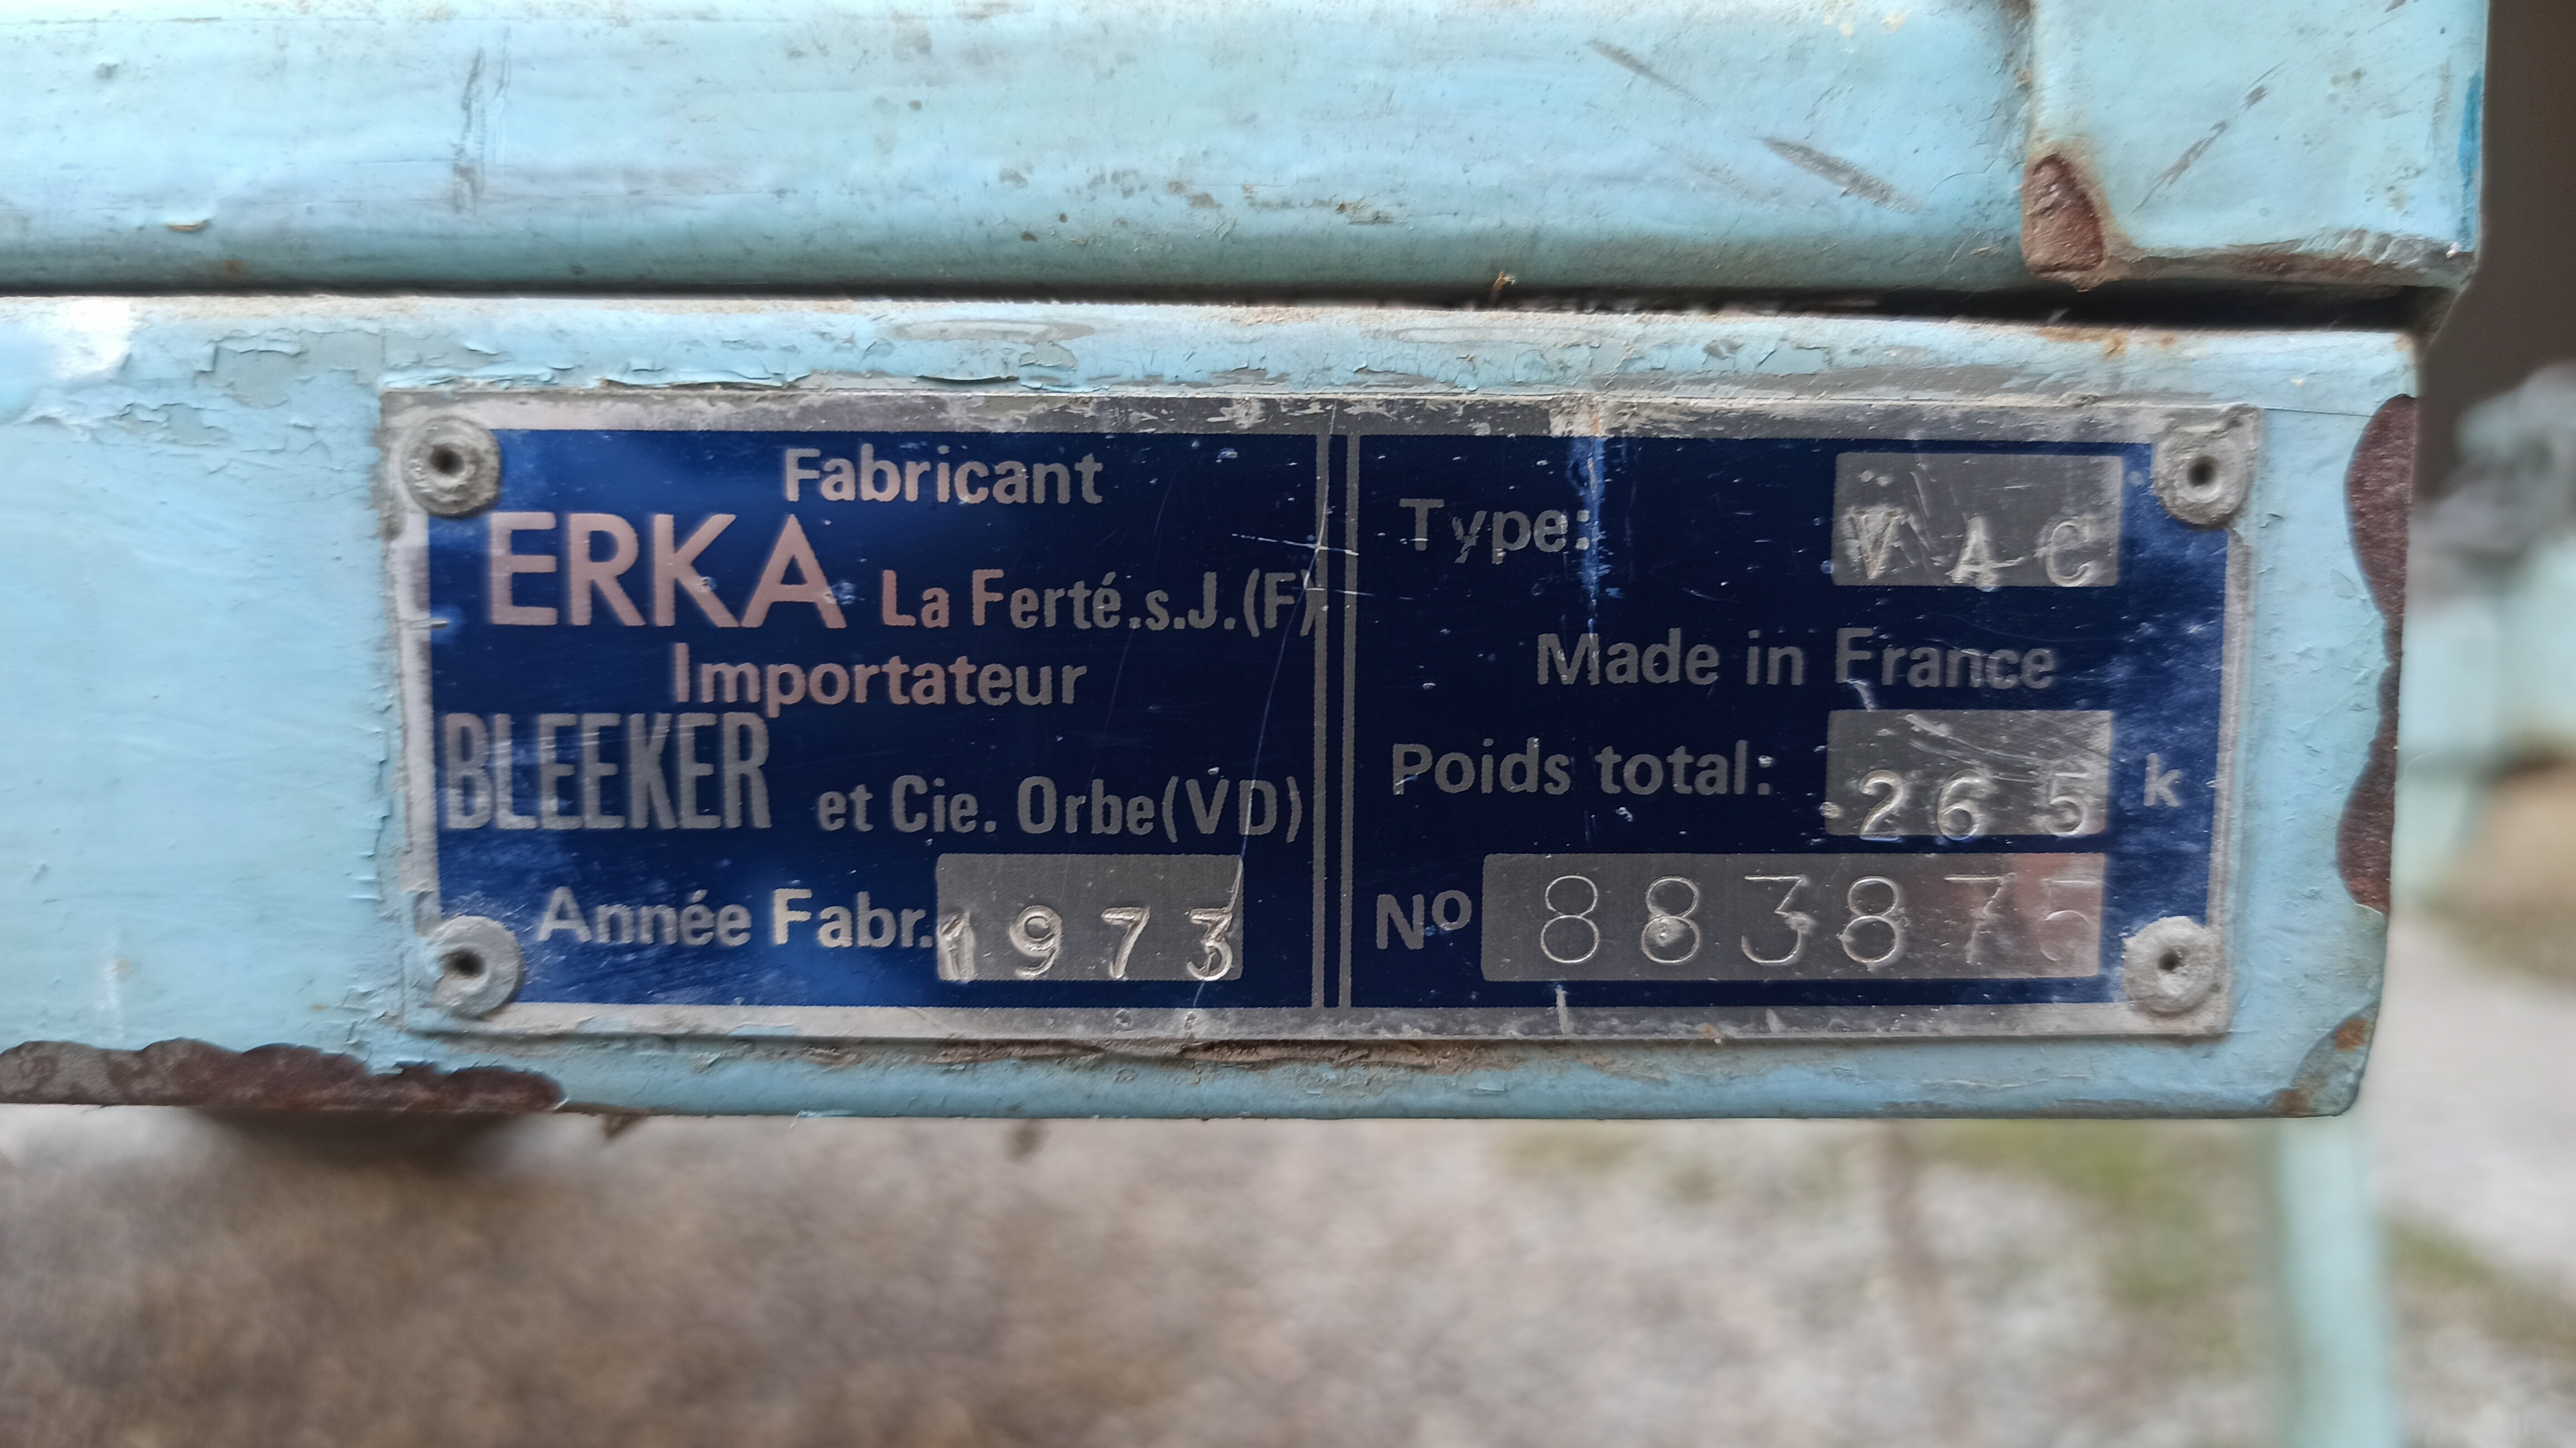 Fabricant
ERKA La Ferté.s.J.(F)
Importateur
BLEEKER et Cie. Orbe(VD)
Année Fabr. 1973
Type: VAC
Made in France
Poids total: 265 k
No 883875